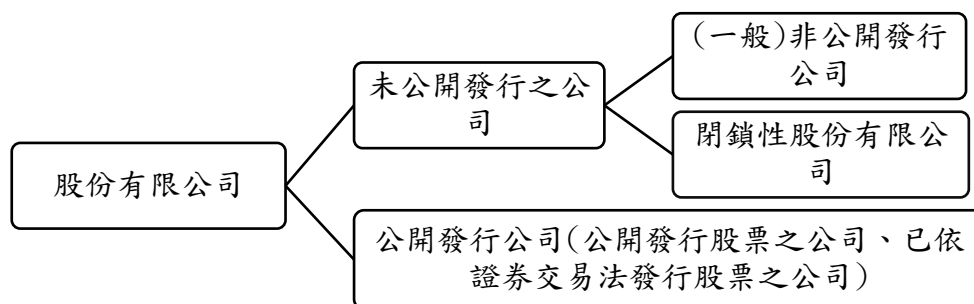 股份有限公司
未公開發行之公
司
(一般)非公開發行
公司
閉鎖性股份有限公
司
公開發行公司(公開發行股票之公司、已依
證券交易法發行股票之公司)